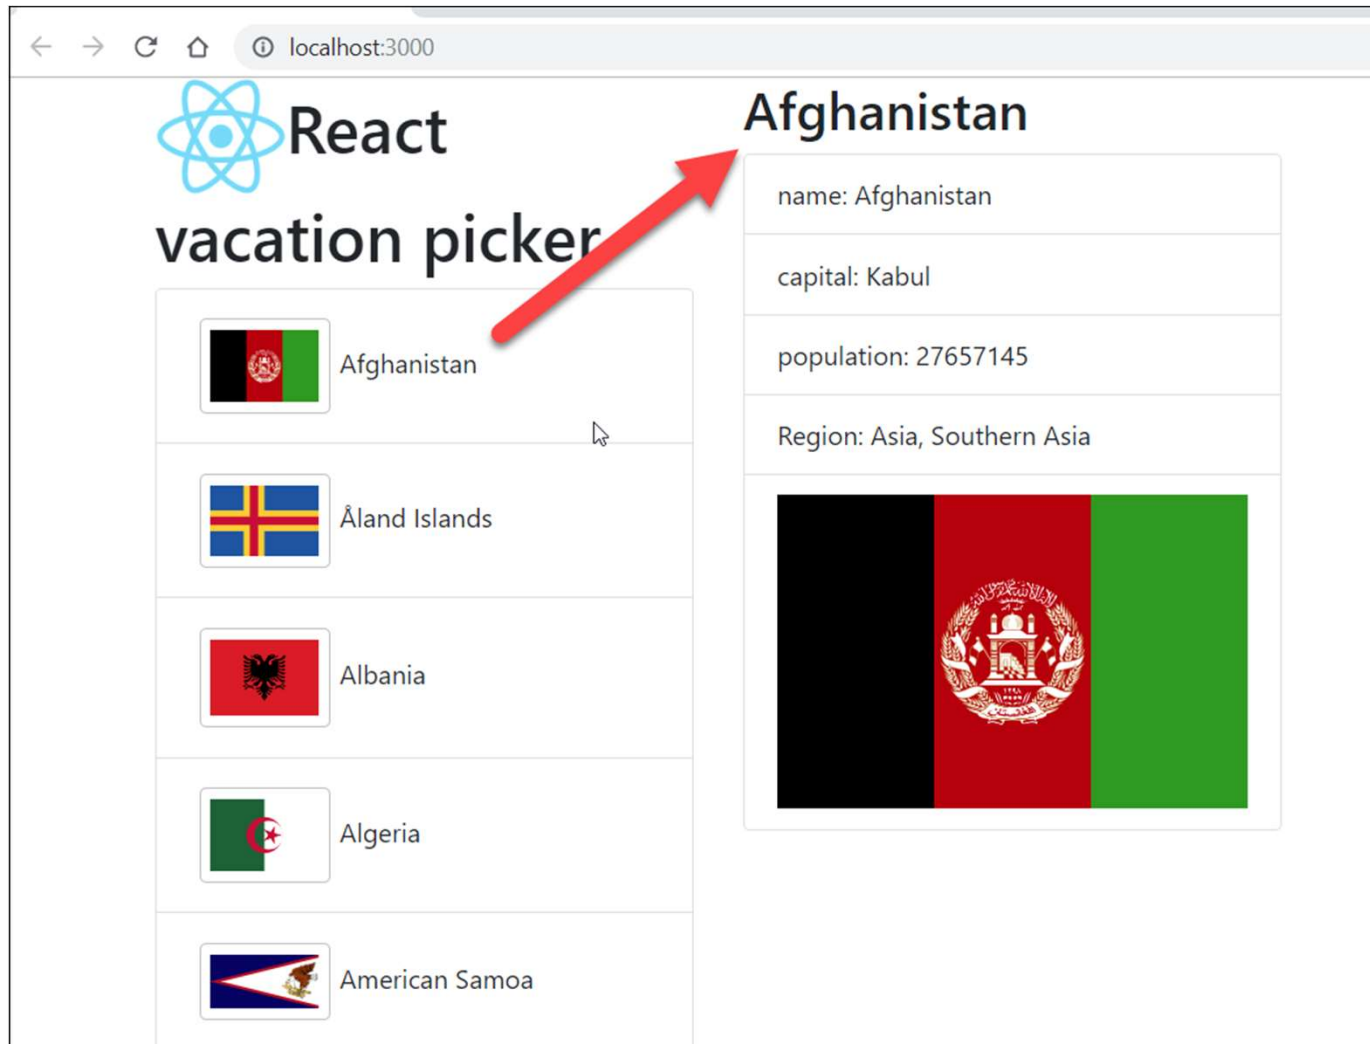 localhost:3000
React
vacation picker
Afghanistan
Åland Islands
Albania
Algeria
American Samoa
Afghanistan
name: Afghanistan
capital: Kabul
population: 27657145
Region: Asia, Southern Asia